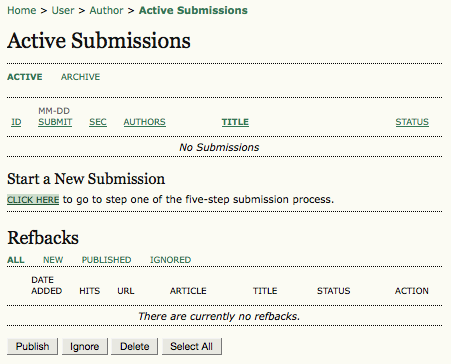 Home > User > Author > Active Submissions
Active Submissions
ACTIVE ARCHIVE
MM-DD
ID SUBMIT SEC AUTHORS TITLE STATUS
No Submissions
Start a New Submission
CLICK HERE to go to step one of the five-step submission process.
Refbacks
ALL NEW PUBLISHED IGNORED
DATE
ADDED HITS URL ARTICLE TITLE STATUS ACTION
There are currently no refbacks.
Publish Ignore Delete Select All